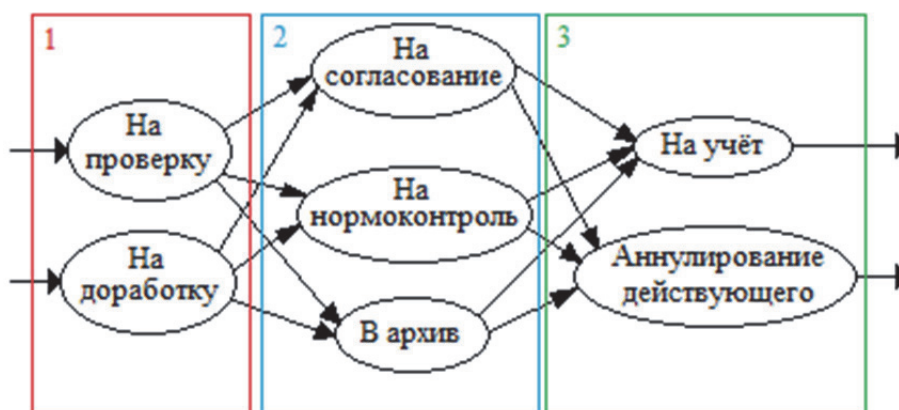 1
На
проверку
На
доработку
2
На
согласование
На
нормоконтроль
В архив
3
На учёт
Аннулирование
действующего